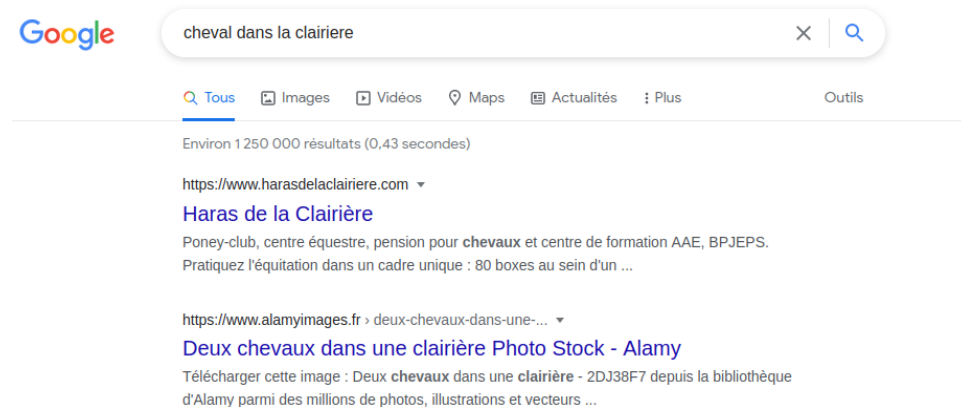 Google cheval dans la clairiere
Tous Images Vidéos Maps Actualités Plus Outils
Environ 1 250 000 résultats (0,43 secondes)
https://www.harasdelaclairiere.com
Haras de la Clairière
Poney-club, centre équestre, pension pour chevaux et centre de formation AAE, BPJEPS.
Pratiquez l'équitation dans un cadre unique : 80 boxes au sein d'un ...
https://www.alamyimages.fr › deux-chevaux-dans-une-...
Deux chevaux dans une clairière Photo Stock - Alamy
Télécharger cette image : Deux chevaux dans une clairière - 2DJ38F7 depuis la bibliothèque
d'Alamy parmi des millions de photos, illustrations et vecteurs ...